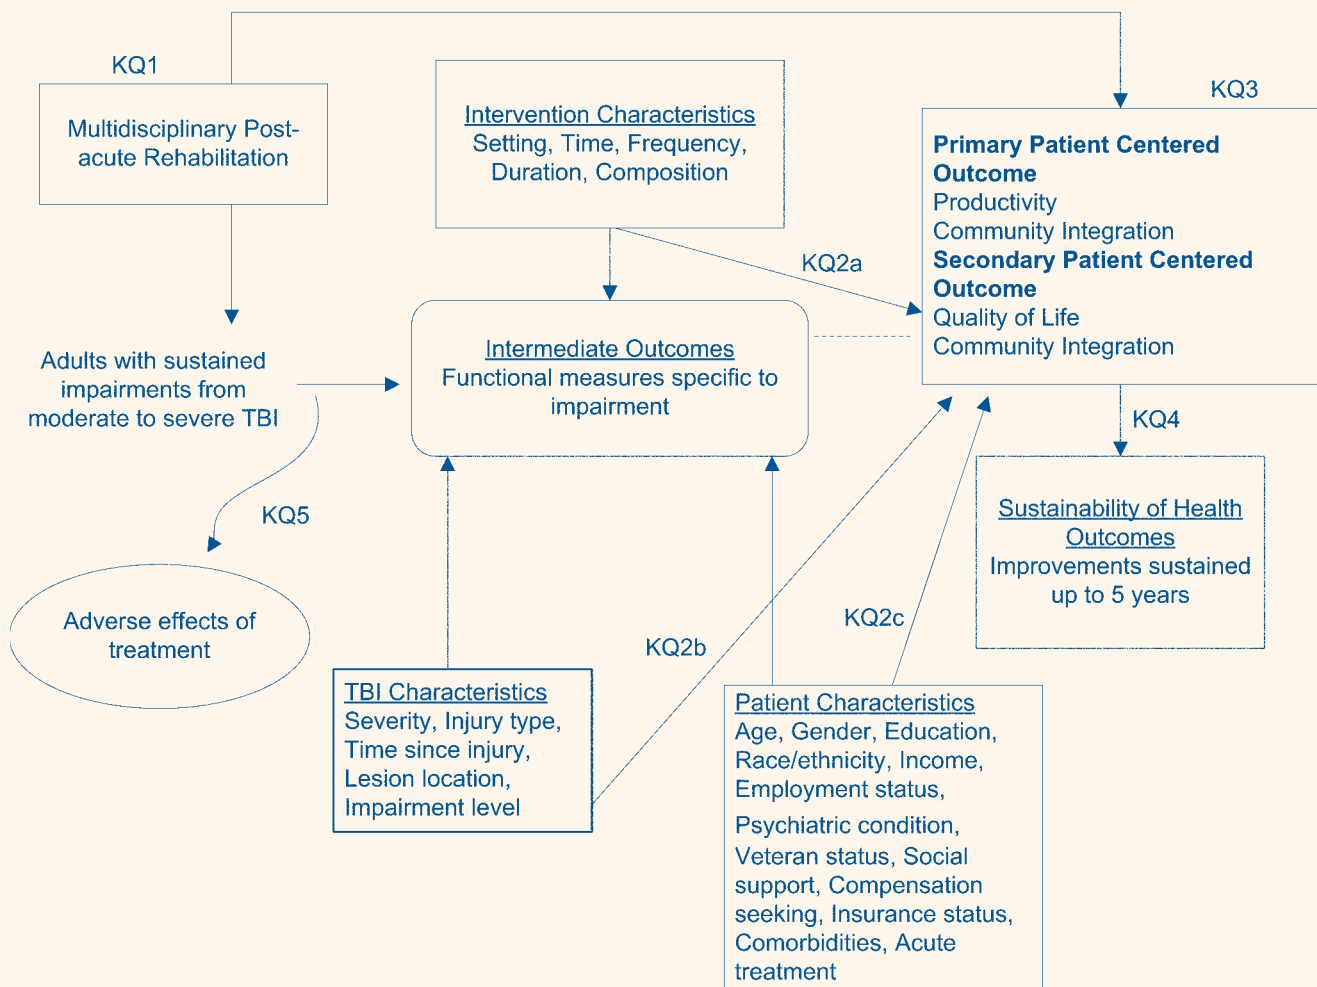 KQ1
Multidisciplinary Post-
acute Rehabilitation
Intervention Characteristics
Setting, Time, Frequency,
Duration, Composition
KQ3
Primary Patient Centered
Outcome
Productivity
Community Integration
Secondary Patient Centered
Outcome
Quality of Life
Community Integration
KQ2a
Adults with sustained
impairments from
moderate to severe TBI
Intermediate Outcomes
Functional measures specific to
impairment
KQ4
KQ5
Sustainability of Health
Outcomes
Improvements sustained
up to 5 years
Adverse effects of
treatment
KQ2b
KQ2c
TBI Characteristics
Severity, Injury type,
Time since injury,
Lesion location,
Impairment level
Patient Characteristics
Age, Gender, Education,
Race/ethnicity, Income,
Employment status,
Psychiatric condition,
Veteran status, Social
support, Compensation
seeking, Insurance status,
Comorbidities, Acute
treatment